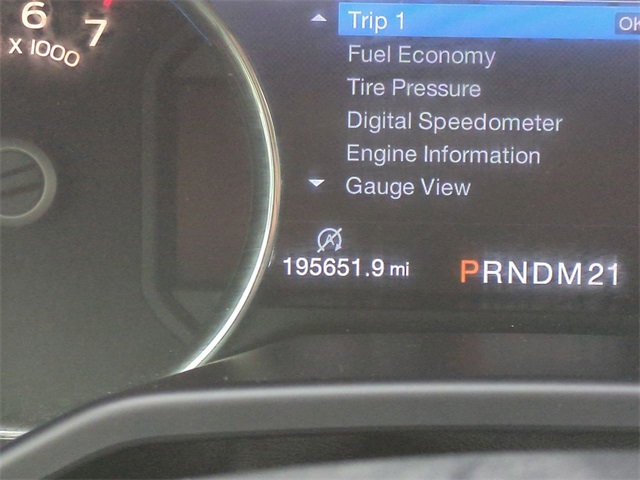 6
7
x 1000
Trip 1
OK
Fuel Economy
Tire Pressure
Digital Speedometer
Engine Information
Gauge View
A
195651.9 mi
PRNDM21